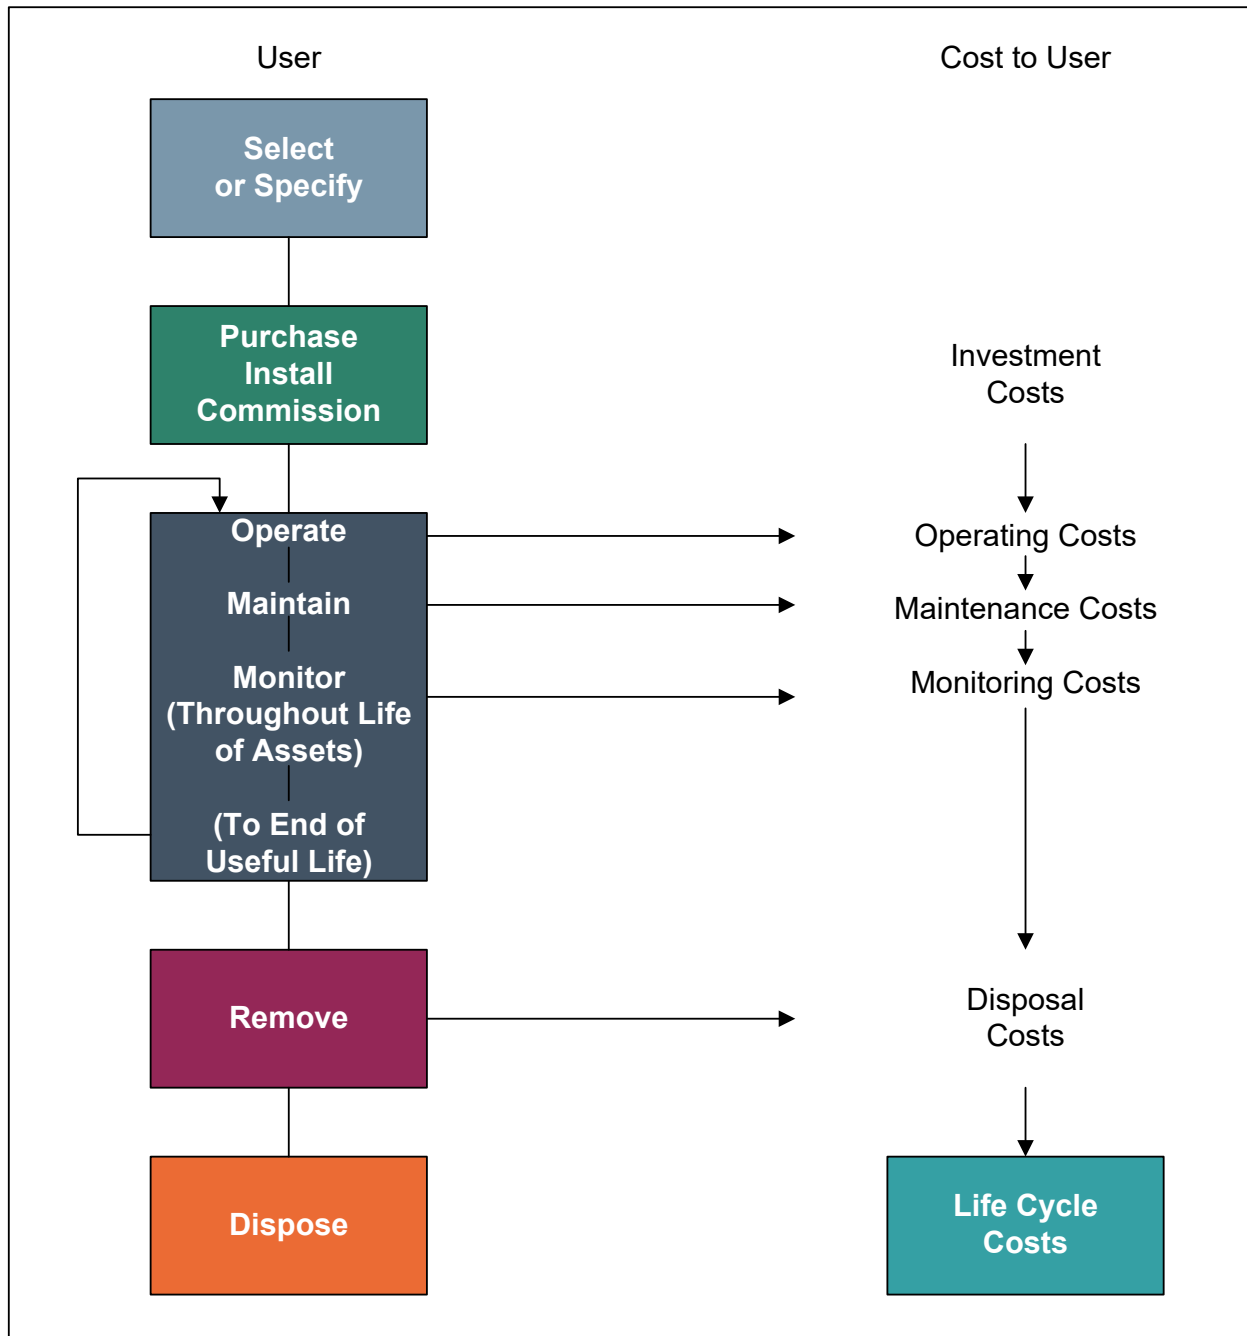 User
Cost to User
Select
or Specify
Purchase
Install
Commission
Investment
Costs
Operate
Operating Costs
Maintain
Maintenance Costs
Monitor
(Throughout Life
of Assets)
Monitoring Costs
(To End of
Useful Life)
Remove
Disposal
Costs
Dispose
Life Cycle
Costs